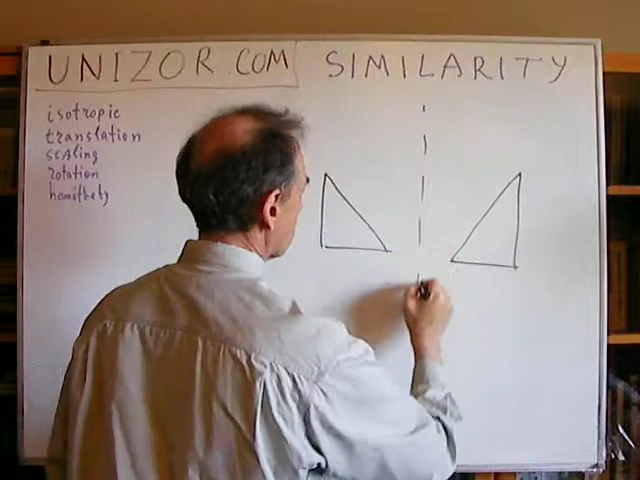 UNIZOR.COM
SIMILARITY
isotropic
translation
scaling
rotation
homithety